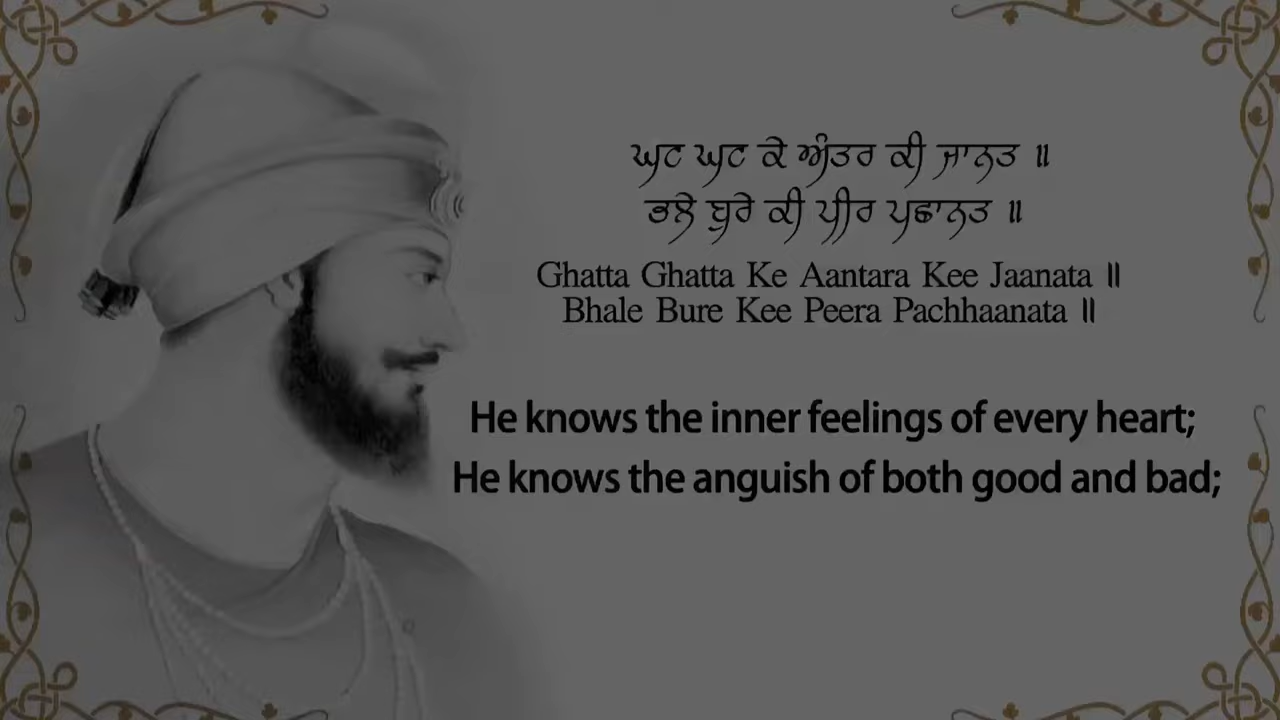 ਘਟ ਘਟ ਕੇ ਅੰਤਰ ਕੀ ਜਾਨਤ ॥
ਭਲੇ ਬੁਰੇ ਕੀ ਪੀਰ ਪਛਾਨਤ ॥
Ghatta Ghatta Ke Aantara Kee Jaanata ॥
Bhale Bure Kee Peera Pachhaanata ॥
He knows the inner feelings of every heart;
He knows the anguish of both good and bad;